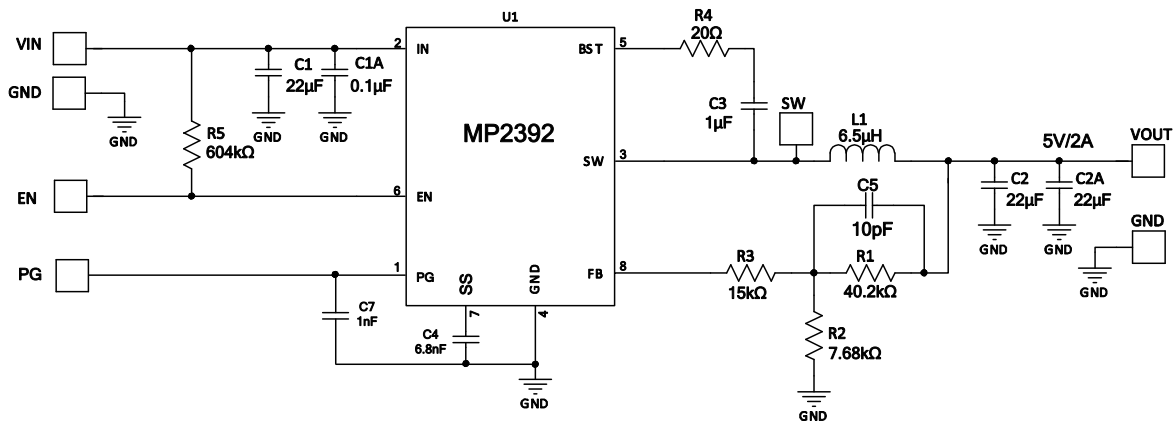 U1
VIN
2
IN
BST
5
R4
20Ω
C1
22µF
C1A
0.1µF
GND
GND
GND
GND
R5
604kΩ
MP2392
C3
1µF
SW
L1
6.5µH
5V/2A
VOUT
SW
3
EN
6
EN
C5
10pF
C2
22µF
C2A
22µF
GND
GND
GND
GND
PG
1
PG
SS
GND
FB
8
R3
15kΩ
R1
40.2kΩ
C7
1nF
7
4
C4
6.8nF
R2
7.68kΩ
GND
GND